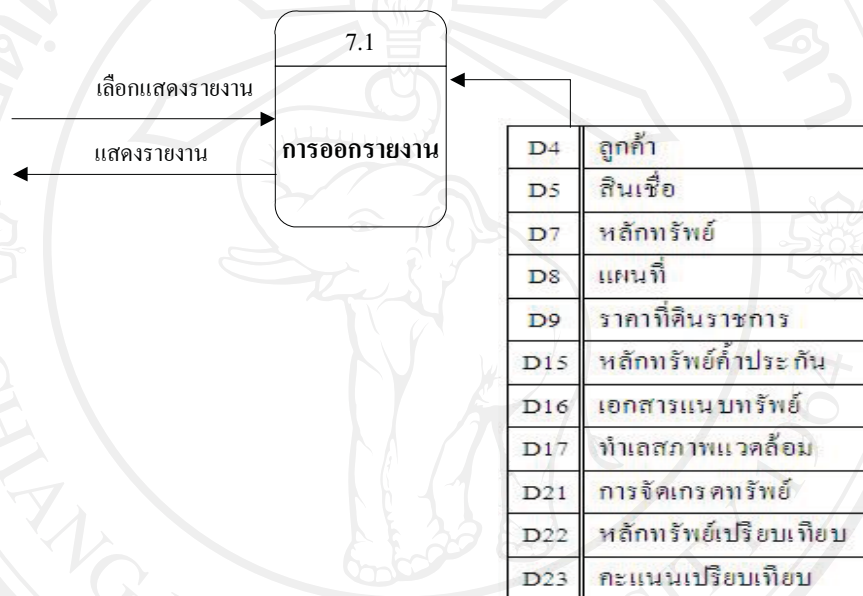 7.1
เลือกแสดงรายงาน
แสดงรายงาน
การออกรายงาน
D4 ลูกค้า
D5 สินเชื่อ
D7 หลักทรัพย์
D8 แผนที่
D9 ราคาที่ดินราชการ
D15 หลักทรัพย์ค้ำประกัน
D16 เอกสารแนบทรัพย์
D17 ทำเลสภาพแวดล้อม
D21 การจัดเกรดทรัพย์
D22 หลักทรัพย์เปรียบเทียบ
D23 คะแนนเปรียบเทียบ